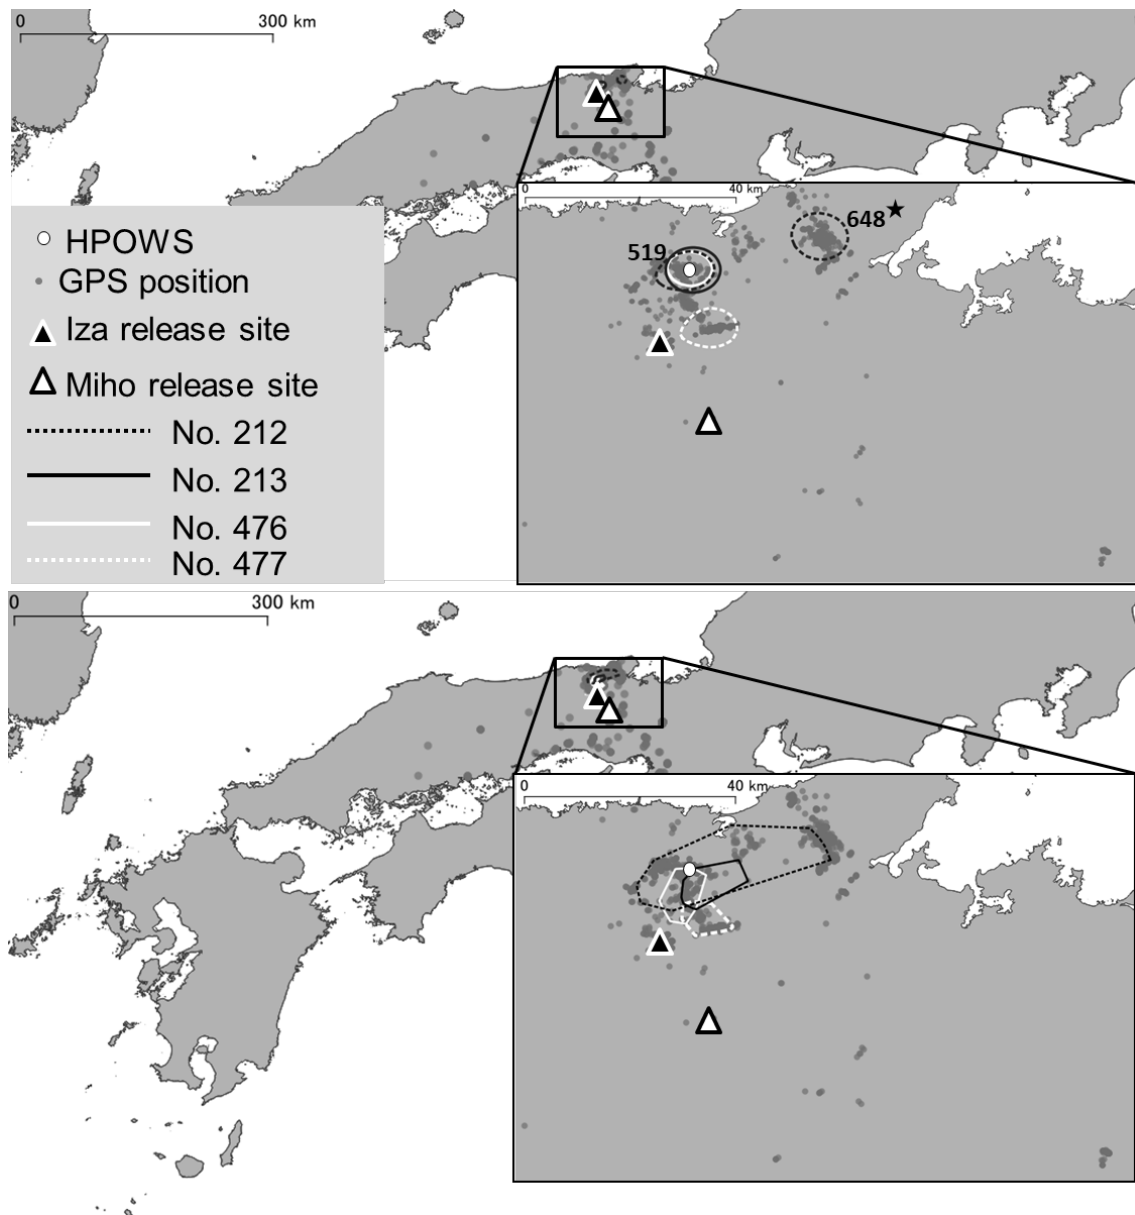 0 300 km
0 40 km
648
519
HPOWS
GPS position
Iza release site
Miho release site
No. 212
No. 213
No. 476
No. 477
0 300 km
0 40 km